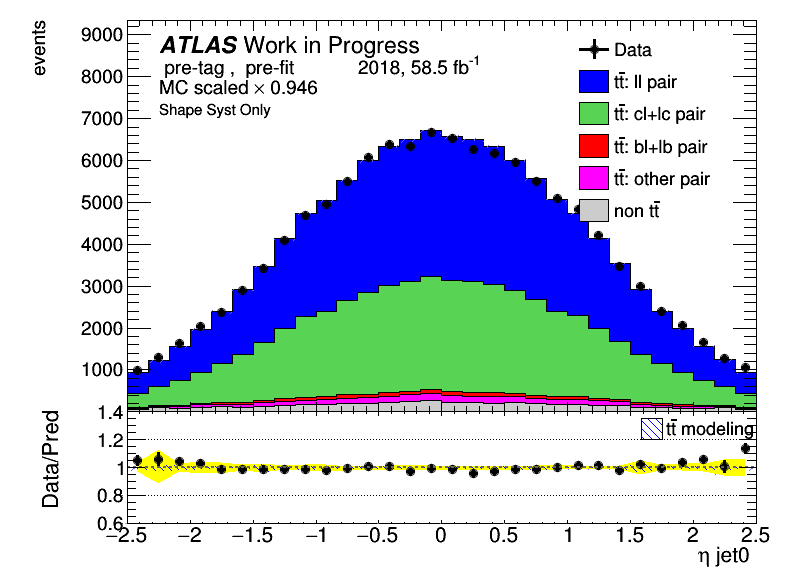 events
9000
8000
7000
6000
5000
4000
3000
2000
1000
ATLAS Work in Progress
pre-tag , pre-fit 2018, 58.5 fb⁻¹
MC scaled × 0.946
Shape Syst Only
Data
tt̄: ll pair
tt̄: cl+lc pair
tt̄: bl+lb pair
tt̄: other pair
non tt̄
Data/Pred
1.4
1.2
1
0.8
0.6
tt̄ modeling
−2.5 −2 −1.5 −1 −0.5 0 0.5 1 1.5 2 2.5
η jet0